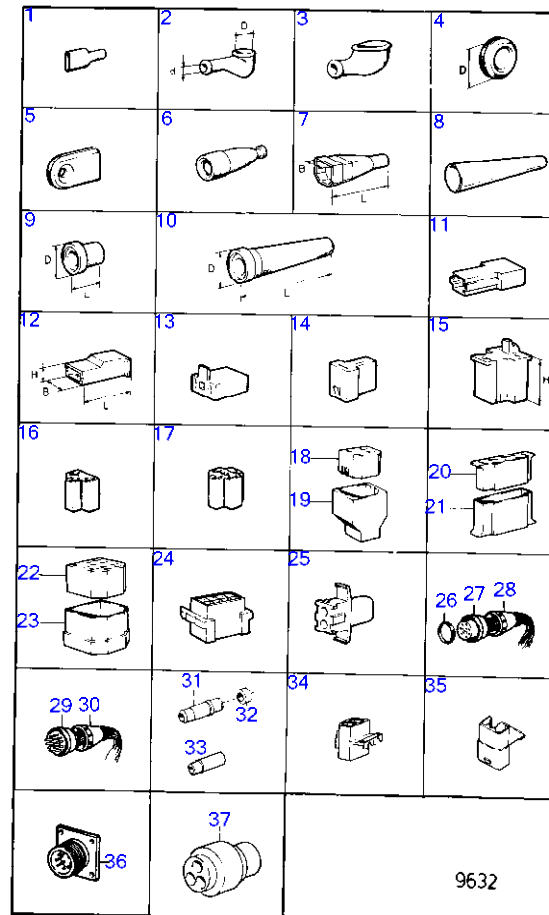 1 2 D d 3 4 D
5 6 7 B L 8
9 D L 10 D L 11
12 H B L 13 14 15 H
16 17 18 19 20 21
22 23 24 25 26 27 28
29 30 31 32 33 34 35
36 37
9632